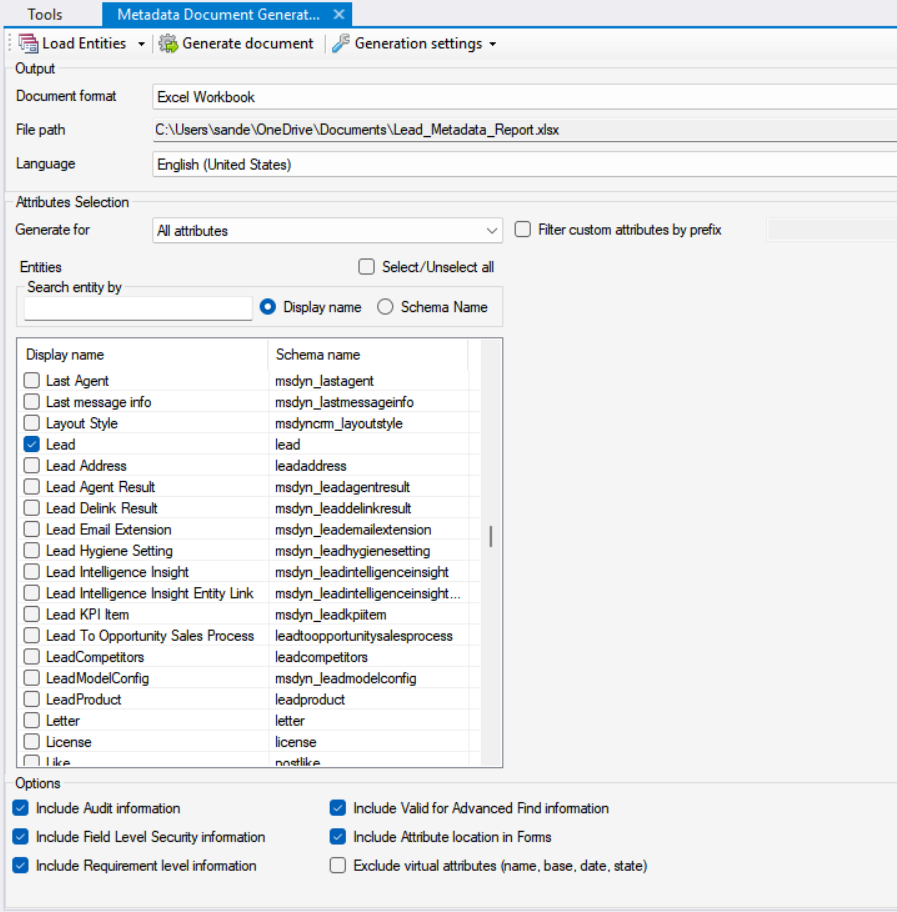 Tools Metadata Document Generat... ×
Load Entities Generate document Generation settings
Output
Document format Excel Workbook
File path C:\Users\sande\OneDrive\Documents\Lead_Metadata_Report.xlsx
Language English (United States)
Attributes Selection
Generate for All attributes Filter custom attributes by prefix
Entities Select/Unselect all
Search entity by
Display name Schema Name
Display name Schema name
Last Agent msdyn_lastagent
Last message info msdyn_lastmessageinfo
Layout Style msdyncrm_layoutstyle
Lead lead
Lead Address leadaddress
Lead Agent Result msdyn_leadagentresult
Lead Delink Result msdyn_leaddelinkresult
Lead Email Extension msdyn_leademailextension
Lead Hygiene Setting msdyn_leadhygienesetting
Lead Intelligence Insight msdyn_leadintelligenceinsight
Lead Intelligence Insight Entity Link msdyn_leadintelligenceinsight...
Lead KPI Item msdyn_leadkpiitem
Lead To Opportunity Sales Process leadtoopportunitysalesprocess
LeadCompetitors leadcompetitors
LeadModelConfig msdyn_leadmodelconfig
LeadProduct leadproduct
Letter letter
License license
Like postlike
Options
Include Audit information Include Valid for Advanced Find information
Include Field Level Security information Include Attribute location in Forms
Include Requirement level information Exclude virtual attributes (name, base, date, state)